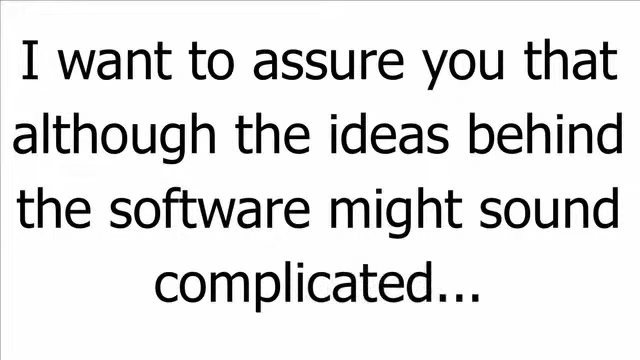 I want to assure you that
although the ideas behind
the software might sound
complicated...